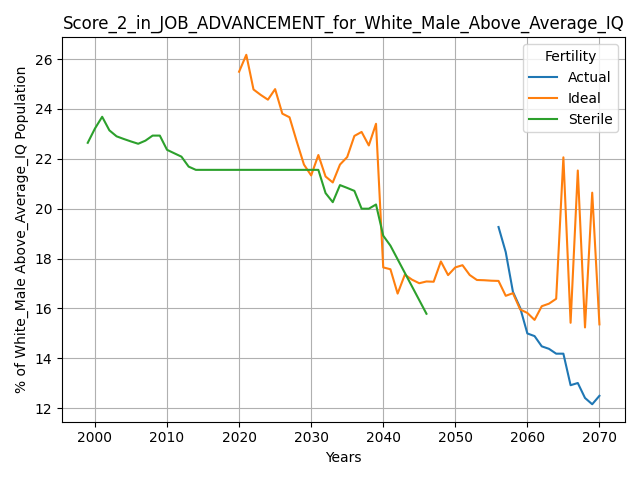 Score_2_in_JOB_ADVANCEMENT_for_White_Male_Above_Average_IQ
% of White_Male Above_Average_IQ Population
26
24
22
20
18
16
14
12
Fertility
Actual
Ideal
Sterile
2000 2010 2020 2030 2040 2050 2060 2070
Years